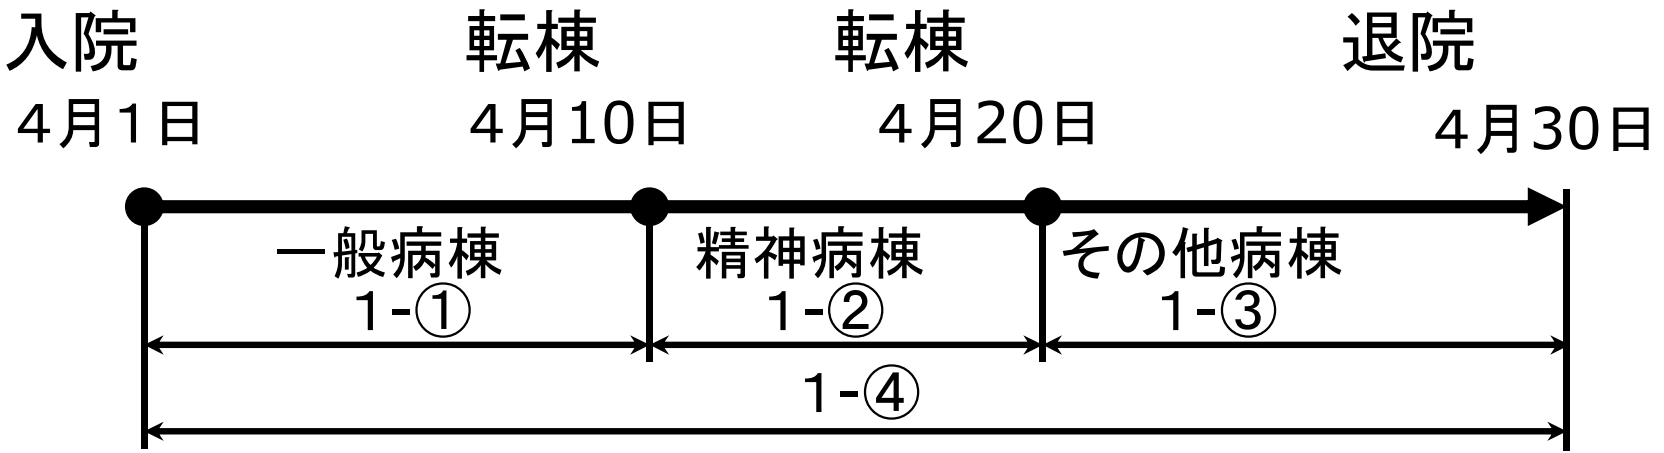 入院 転棟 転棟 退院
4月1日 4月10日 4月20日 4月30日
一般病棟 精神病棟 その他病棟
1-① 1-② 1-③
1-④